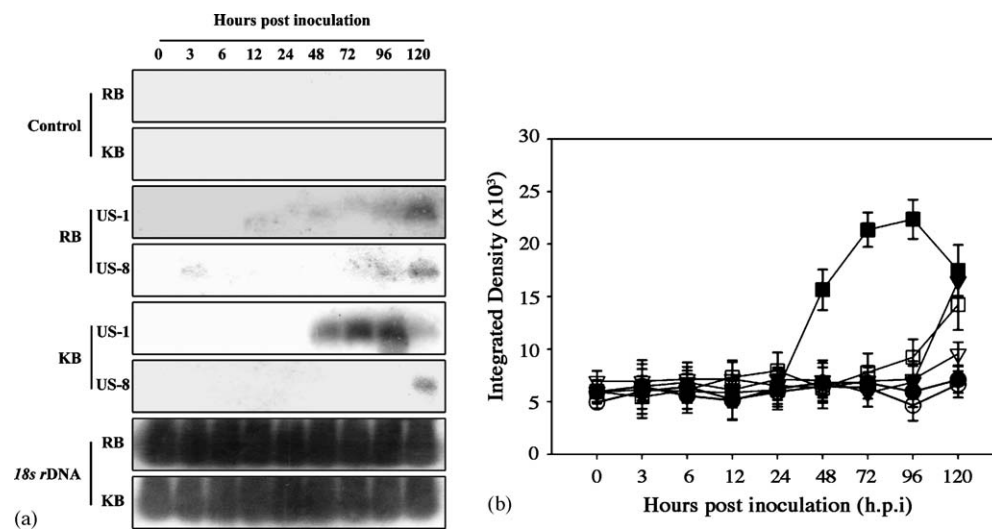 Hours post inoculation
0 3 6 12 24 48 72 96 120
Control
RB
KB
RB
US-1
US-8
KB
US-1
US-8
18s rDNA
RB
KB
(a)
Integrated Density (x10³)
30
25
20
15
10
5
0
0 3 6 12 24 48 72 96 120
Hours post inoculation (h.p.i)
(b)